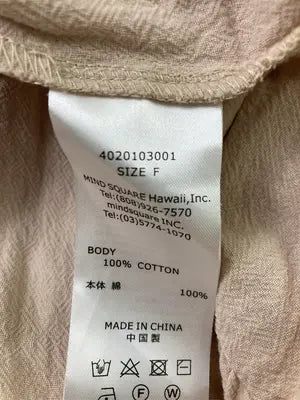 4020103001
SIZE F
MIND SQUARE Hawaii,Inc.
Tel:(808)926-7570
mindsquare INC.
Tel:(03)5774-1070
BODY
100% COTTON
本体 綿 100%
MADE IN CHINA
中国製